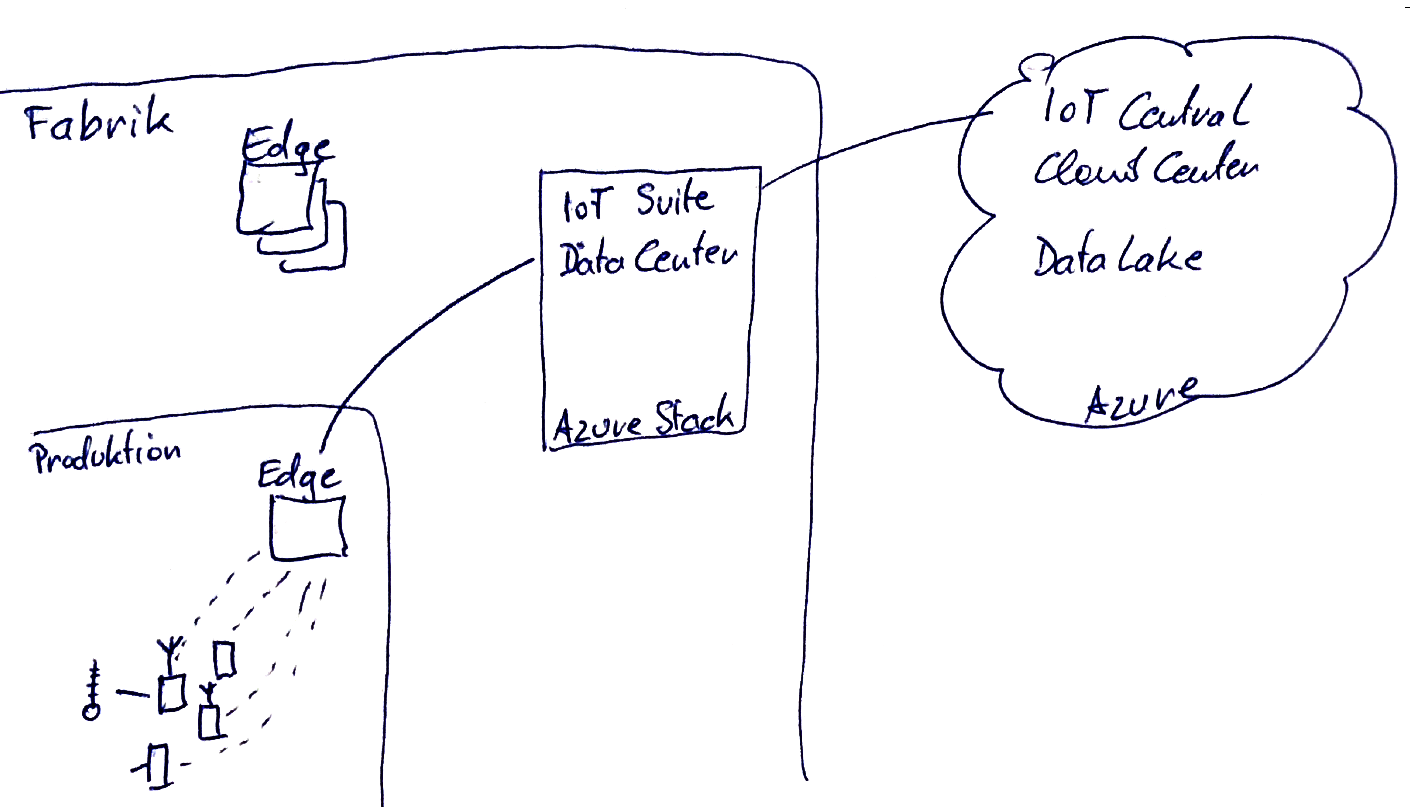 Fabrik
Edge
IoT Suite
Data Center
Azure Stack
IoT Central
Cloud Center
Data Lake
Azure
Produktion
Edge